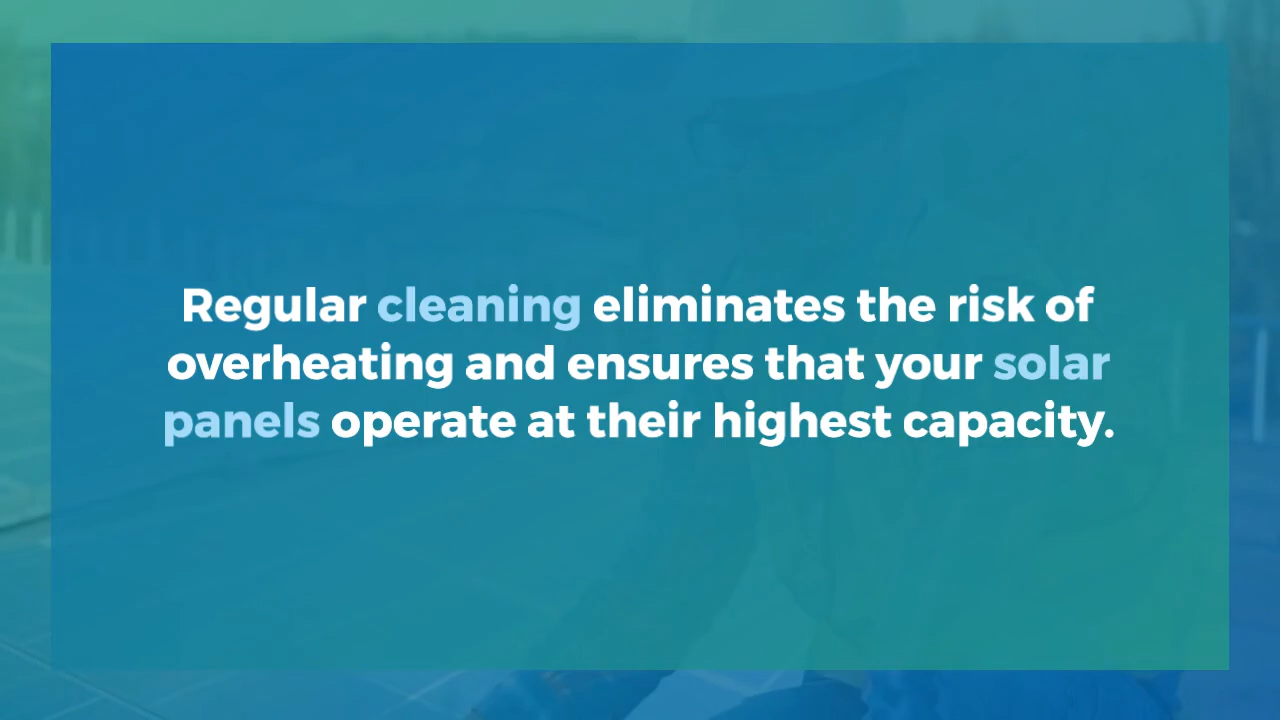 Regular cleaning eliminates the risk of
overheating and ensures that your solar
panels operate at their highest capacity.